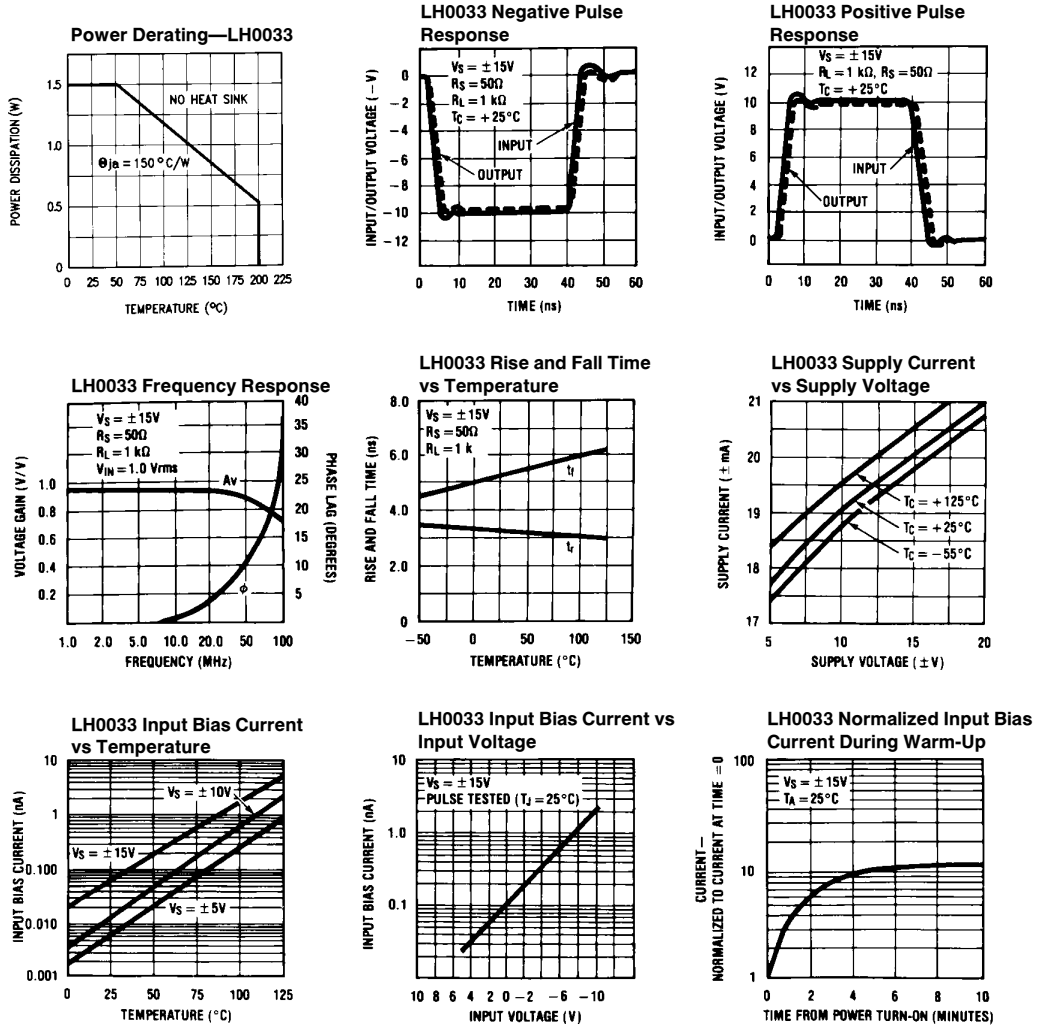 Power Derating—LH0033
POWER DISSIPATION (W)
1.5
1.0
0.5
0
NO HEAT SINK
θja = 150°C/W
0 25 50 75 100 125 150 175 200 225
TEMPERATURE (°C)
LH0033 Negative Pulse
Response
INPUT/OUTPUT VOLTAGE (−V)
0
−2
−4
−6
−8
−10
−12
VS = ±15V
RS = 50Ω
RL = 1 kΩ
TC = +25°C
INPUT
OUTPUT
0 10 20 30 40 50 60
TIME (ns)
LH0033 Positive Pulse
Response
INPUT/OUTPUT VOLTAGE (V)
12
10
8
6
4
2
0
VS = ±15V
RL = 1 kΩ, RS = 50Ω
TC = +25°C
INPUT
OUTPUT
0 10 20 30 40 50 60
TIME (ns)
LH0033 Frequency Response
VOLTAGE GAIN (V/V)
1.0
0.8
0.6
0.4
0.2
VS = ±15V
RS = 50Ω
RL = 1 kΩ
VIN = 1.0 Vrms
AV
ϕ
40
35
30
25
20
15
10
5
PHASE LAG (DEGREES)
1.0 2.0 5.0 10.0 20.0 50 100
FREQUENCY (MHz)
LH0033 Rise and Fall Time
vs Temperature
RISE AND FALL TIME (ns)
8.0
6.0
4.0
2.0
0
VS = ±15V
RS = 50Ω
RL = 1 k
tf
tr
−50 0 50 100 150
TEMPERATURE (°C)
LH0033 Supply Current
vs Supply Voltage
SUPPLY CURRENT (± mA)
21
20
19
18
17
TC = +125°C
TC = +25°C
TC = −55°C
5 10 15 20
SUPPLY VOLTAGE (±V)
LH0033 Input Bias Current
vs Temperature
INPUT BIAS CURRENT (nA)
10
1
0.100
0.010
0.001
VS = ±10V
VS = ±15V
VS = ±5V
0 25 50 75 100 125
TEMPERATURE (°C)
LH0033 Input Bias Current vs
Input Voltage
INPUT BIAS CURRENT (nA)
10
1.0
0.1
VS = ±15V
PULSE TESTED (TJ = 25°C)
10 8 6 4 2 0 −2 −6 −10
INPUT VOLTAGE (V)
LH0033 Normalized Input Bias
Current During Warm-Up
CURRENT—
NORMALIZED TO CURRENT AT TIME = 0
100
10
1
VS = ±15V
TA = 25°C
0 2 4 6 8 10
TIME FROM POWER TURN-ON (MINUTES)